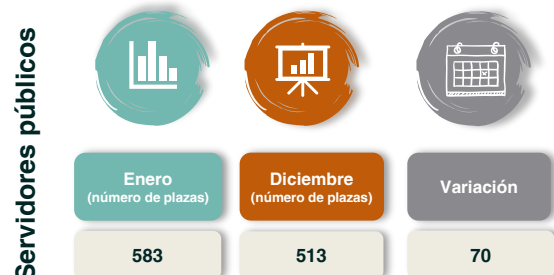 Servidores públicos
Enero
(número de plazas)
Diciembre
(número de plazas)
Variación
583
513
70